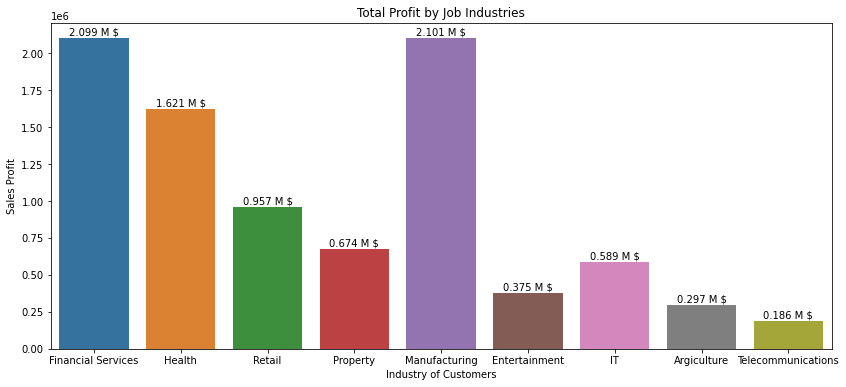 Total Profit by Job Industries
1e6
2.099 M $
1.621 M $
0.957 M $
0.674 M $
2.101 M $
0.375 M $
0.589 M $
0.297 M $
0.186 M $
2.00
1.75
1.50
1.25
1.00
0.75
0.50
0.25
0.00
Sales Profit
Financial Services Health Retail Property Manufacturing Entertainment IT Argiculture Telecommunications
Industry of Customers